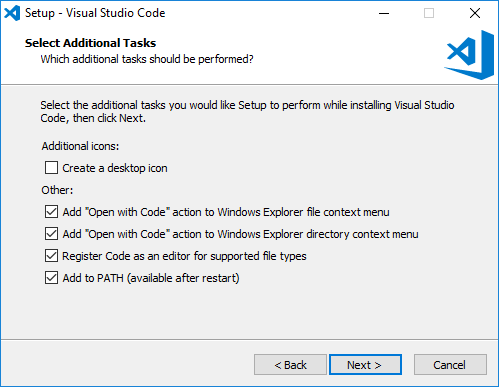 Setup - Visual Studio Code
Select Additional Tasks
Which additional tasks should be performed?
Select the additional tasks you would like Setup to perform while installing Visual Studio
Code, then click Next.
Additional icons:
Create a desktop icon
Other:
Add "Open with Code" action to Windows Explorer file context menu
Add "Open with Code" action to Windows Explorer directory context menu
Register Code as an editor for supported file types
Add to PATH (available after restart)
< Back
Next >
Cancel